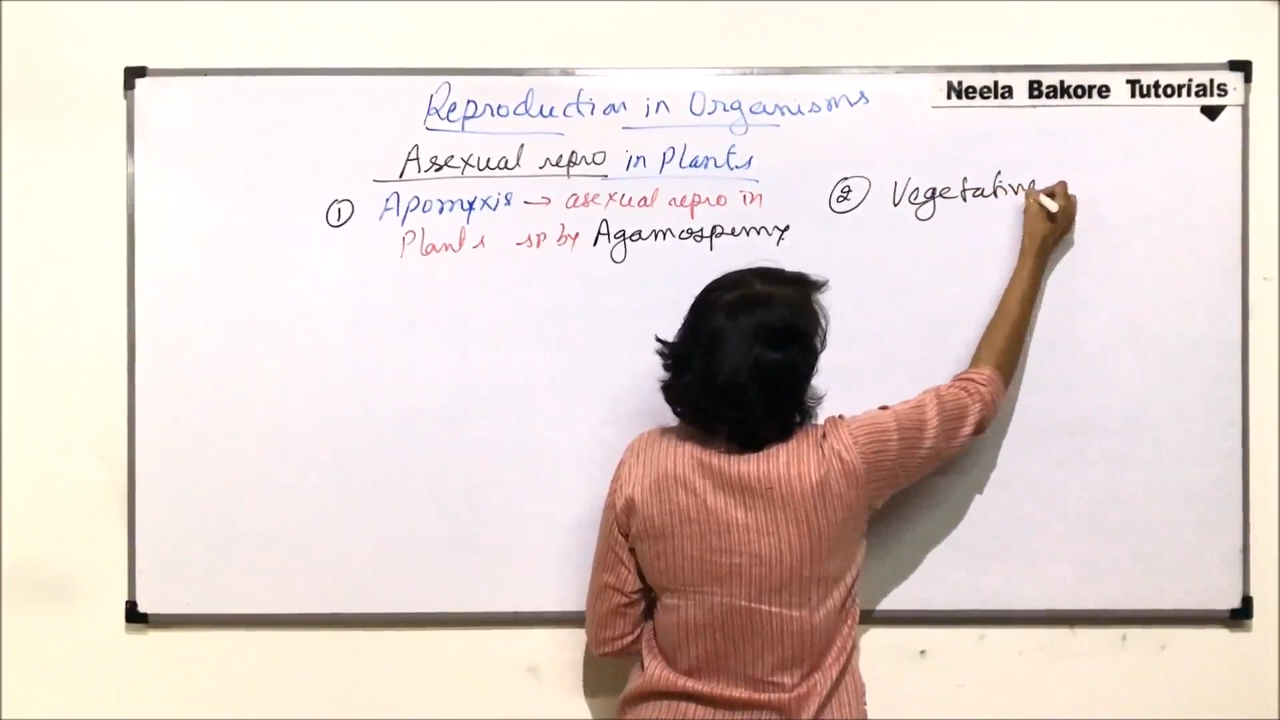 Neela Bakore Tutorials
Reproduction in Organisms
Asexual repro in Plants
① Apomyxis → asexual repro in
Plants sp by Agamospermy
② Vegetative